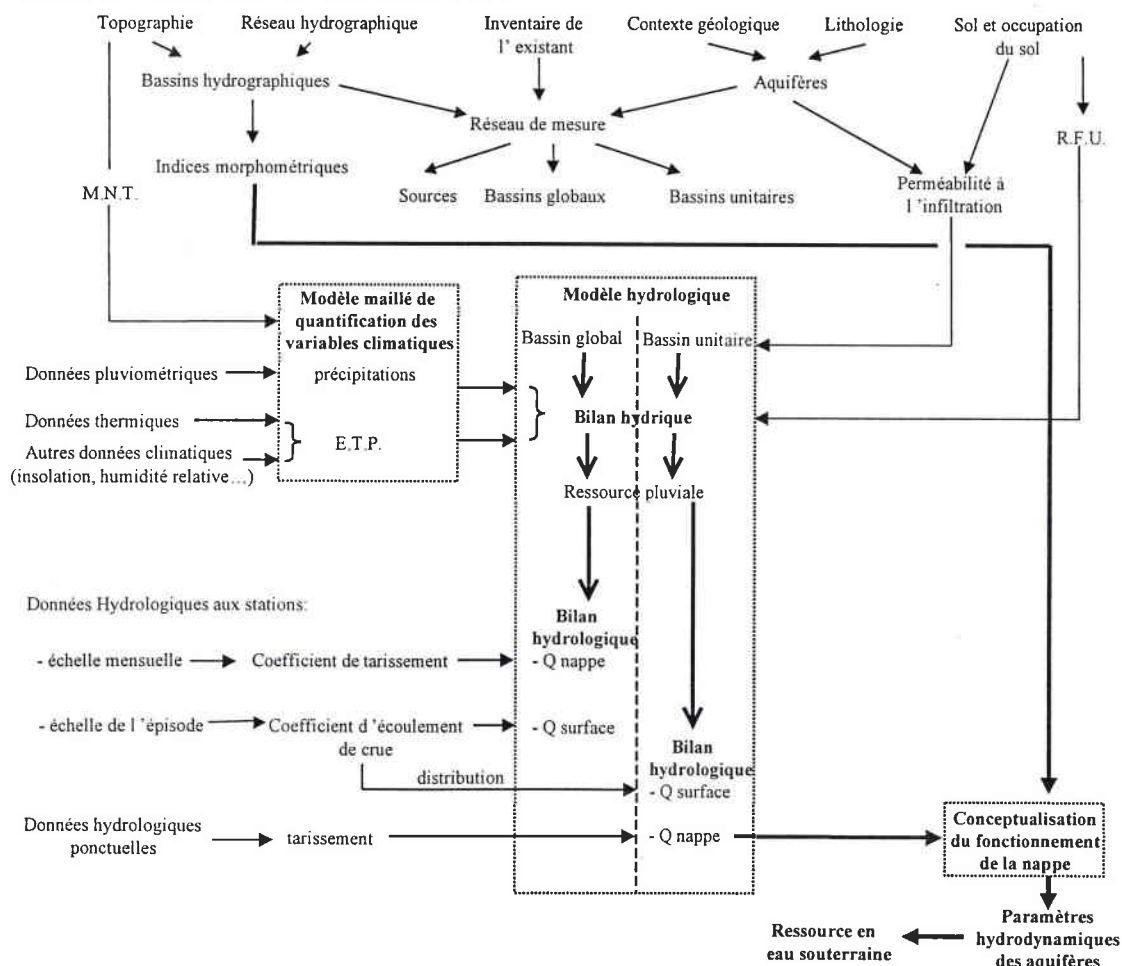 Topographie
Réseau hydrographique
Inventaire de
l' existant
Contexte géologique
Lithologie
Sol et occupation
du sol
Bassins hydrographiques
Aquifères
Réseau de mesure
R.F.U.
Indices morphométriques
M.N.T.
Sources
Bassins globaux
Bassins unitaires
Perméabilité à
l 'infiltration
Modèle maillé de
quantification des
variables climatiques
Modèle hydrologique
Bassin global
Bassin unitaire
Données pluviométriques
précipitations
Données thermiques
Bilan hydrique
E.T.P.
Autres données climatiques
(insolation, humidité relative...)
Ressource pluviale
Données Hydrologiques aux stations:
Bilan
hydrologique
- échelle mensuelle
Coefficient de tarissement
- Q nappe
- échelle de l 'épisode
Coefficient d 'écoulement
de crue
- Q surface
Bilan
hydrologique
distribution
- Q surface
Données hydrologiques
ponctuelles
tarissement
- Q nappe
Conceptualisation
du fonctionnement
de la nappe
Ressource en
eau souterraine
Paramètres
hydrodynamiques
des aquifères